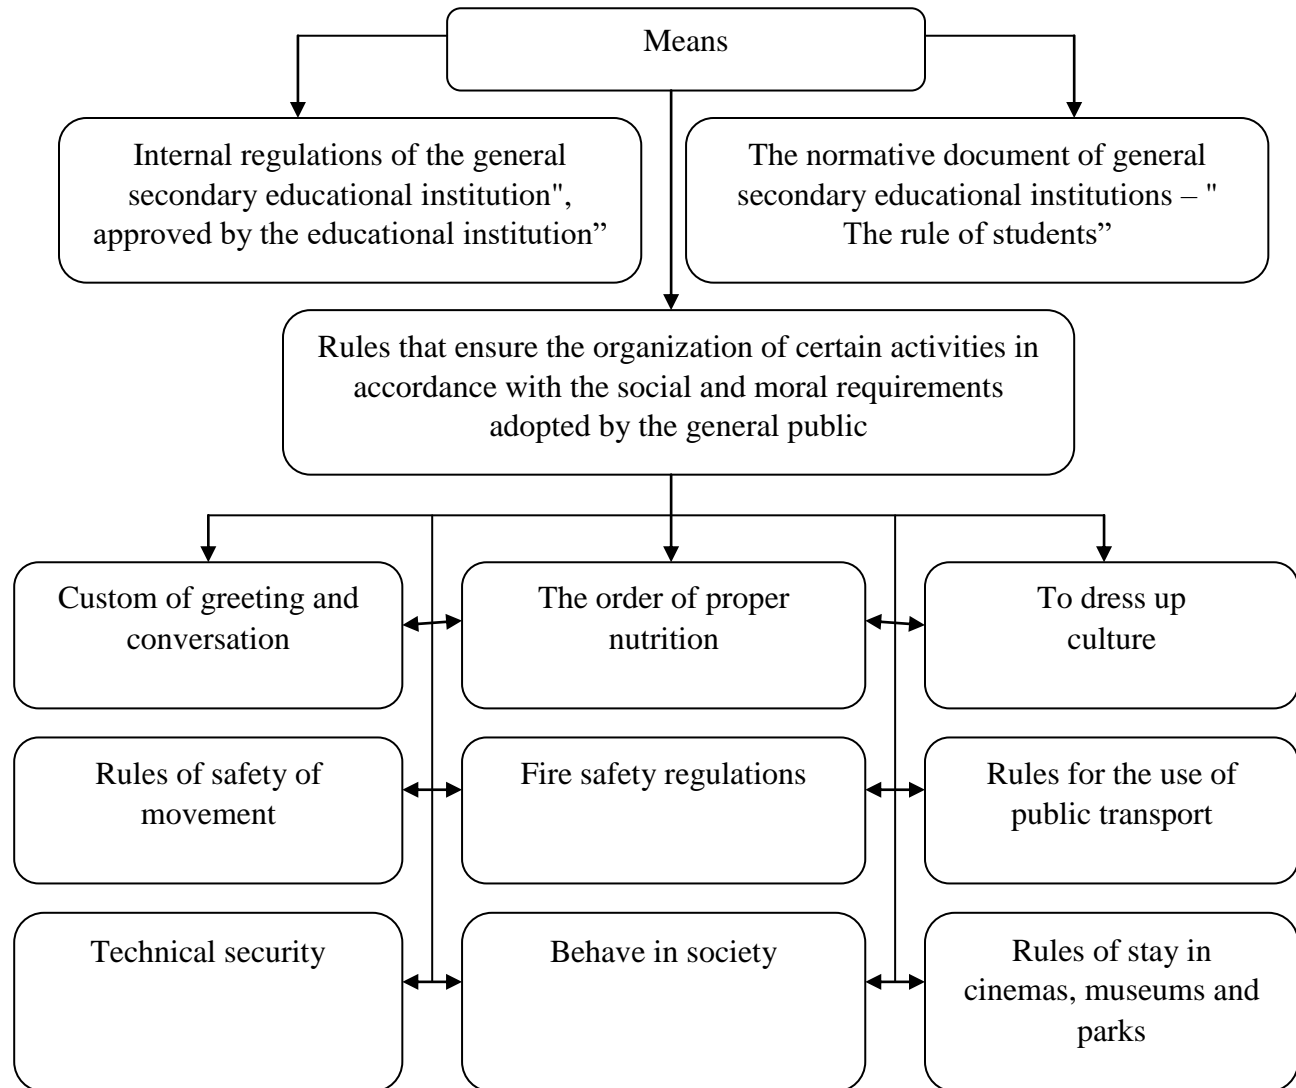 Means
Internal regulations of the general
secondary educational institution",
approved by the educational institution”
The normative document of general
secondary educational institutions – "
The rule of students”
Rules that ensure the organization of certain activities in
accordance with the social and moral requirements
adopted by the general public
Custom of greeting and
conversation
The order of proper
nutrition
To dress up
culture
Rules of safety of
movement
Fire safety regulations
Rules for the use of
public transport
Technical security
Behave in society
Rules of stay in
cinemas, museums and
parks